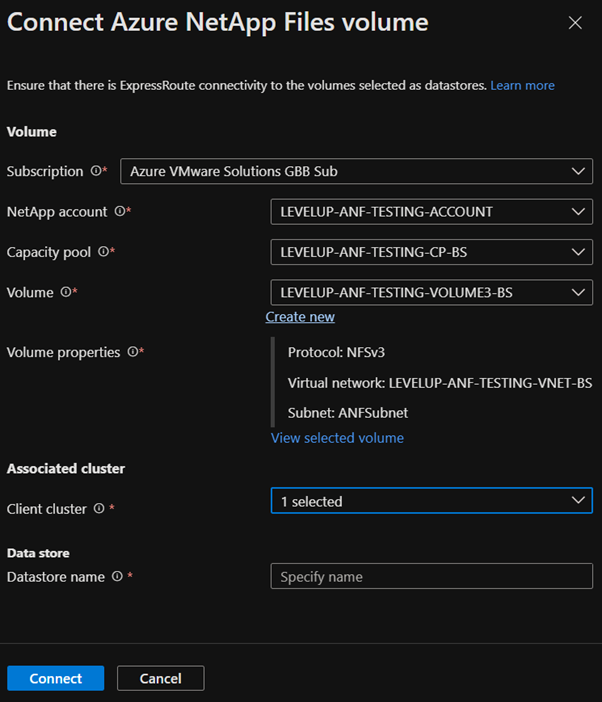 Connect Azure NetApp Files volume
Ensure that there is ExpressRoute connectivity to the volumes selected as datastores. Learn more
Volume
Subscription * Azure VMware Solutions GBB Sub
NetApp account * LEVELUP-ANF-TESTING-ACCOUNT
Capacity pool * LEVELUP-ANF-TESTING-CP-BS
Volume * LEVELUP-ANF-TESTING-VOLUME3-BS
Create new
Volume properties * Protocol: NFSv3
Virtual network: LEVELUP-ANF-TESTING-VNET-BS
Subnet: ANFSubnet
View selected volume
Associated cluster
Client cluster * 1 selected
Data store
Datastore name * Specify name
Connect Cancel